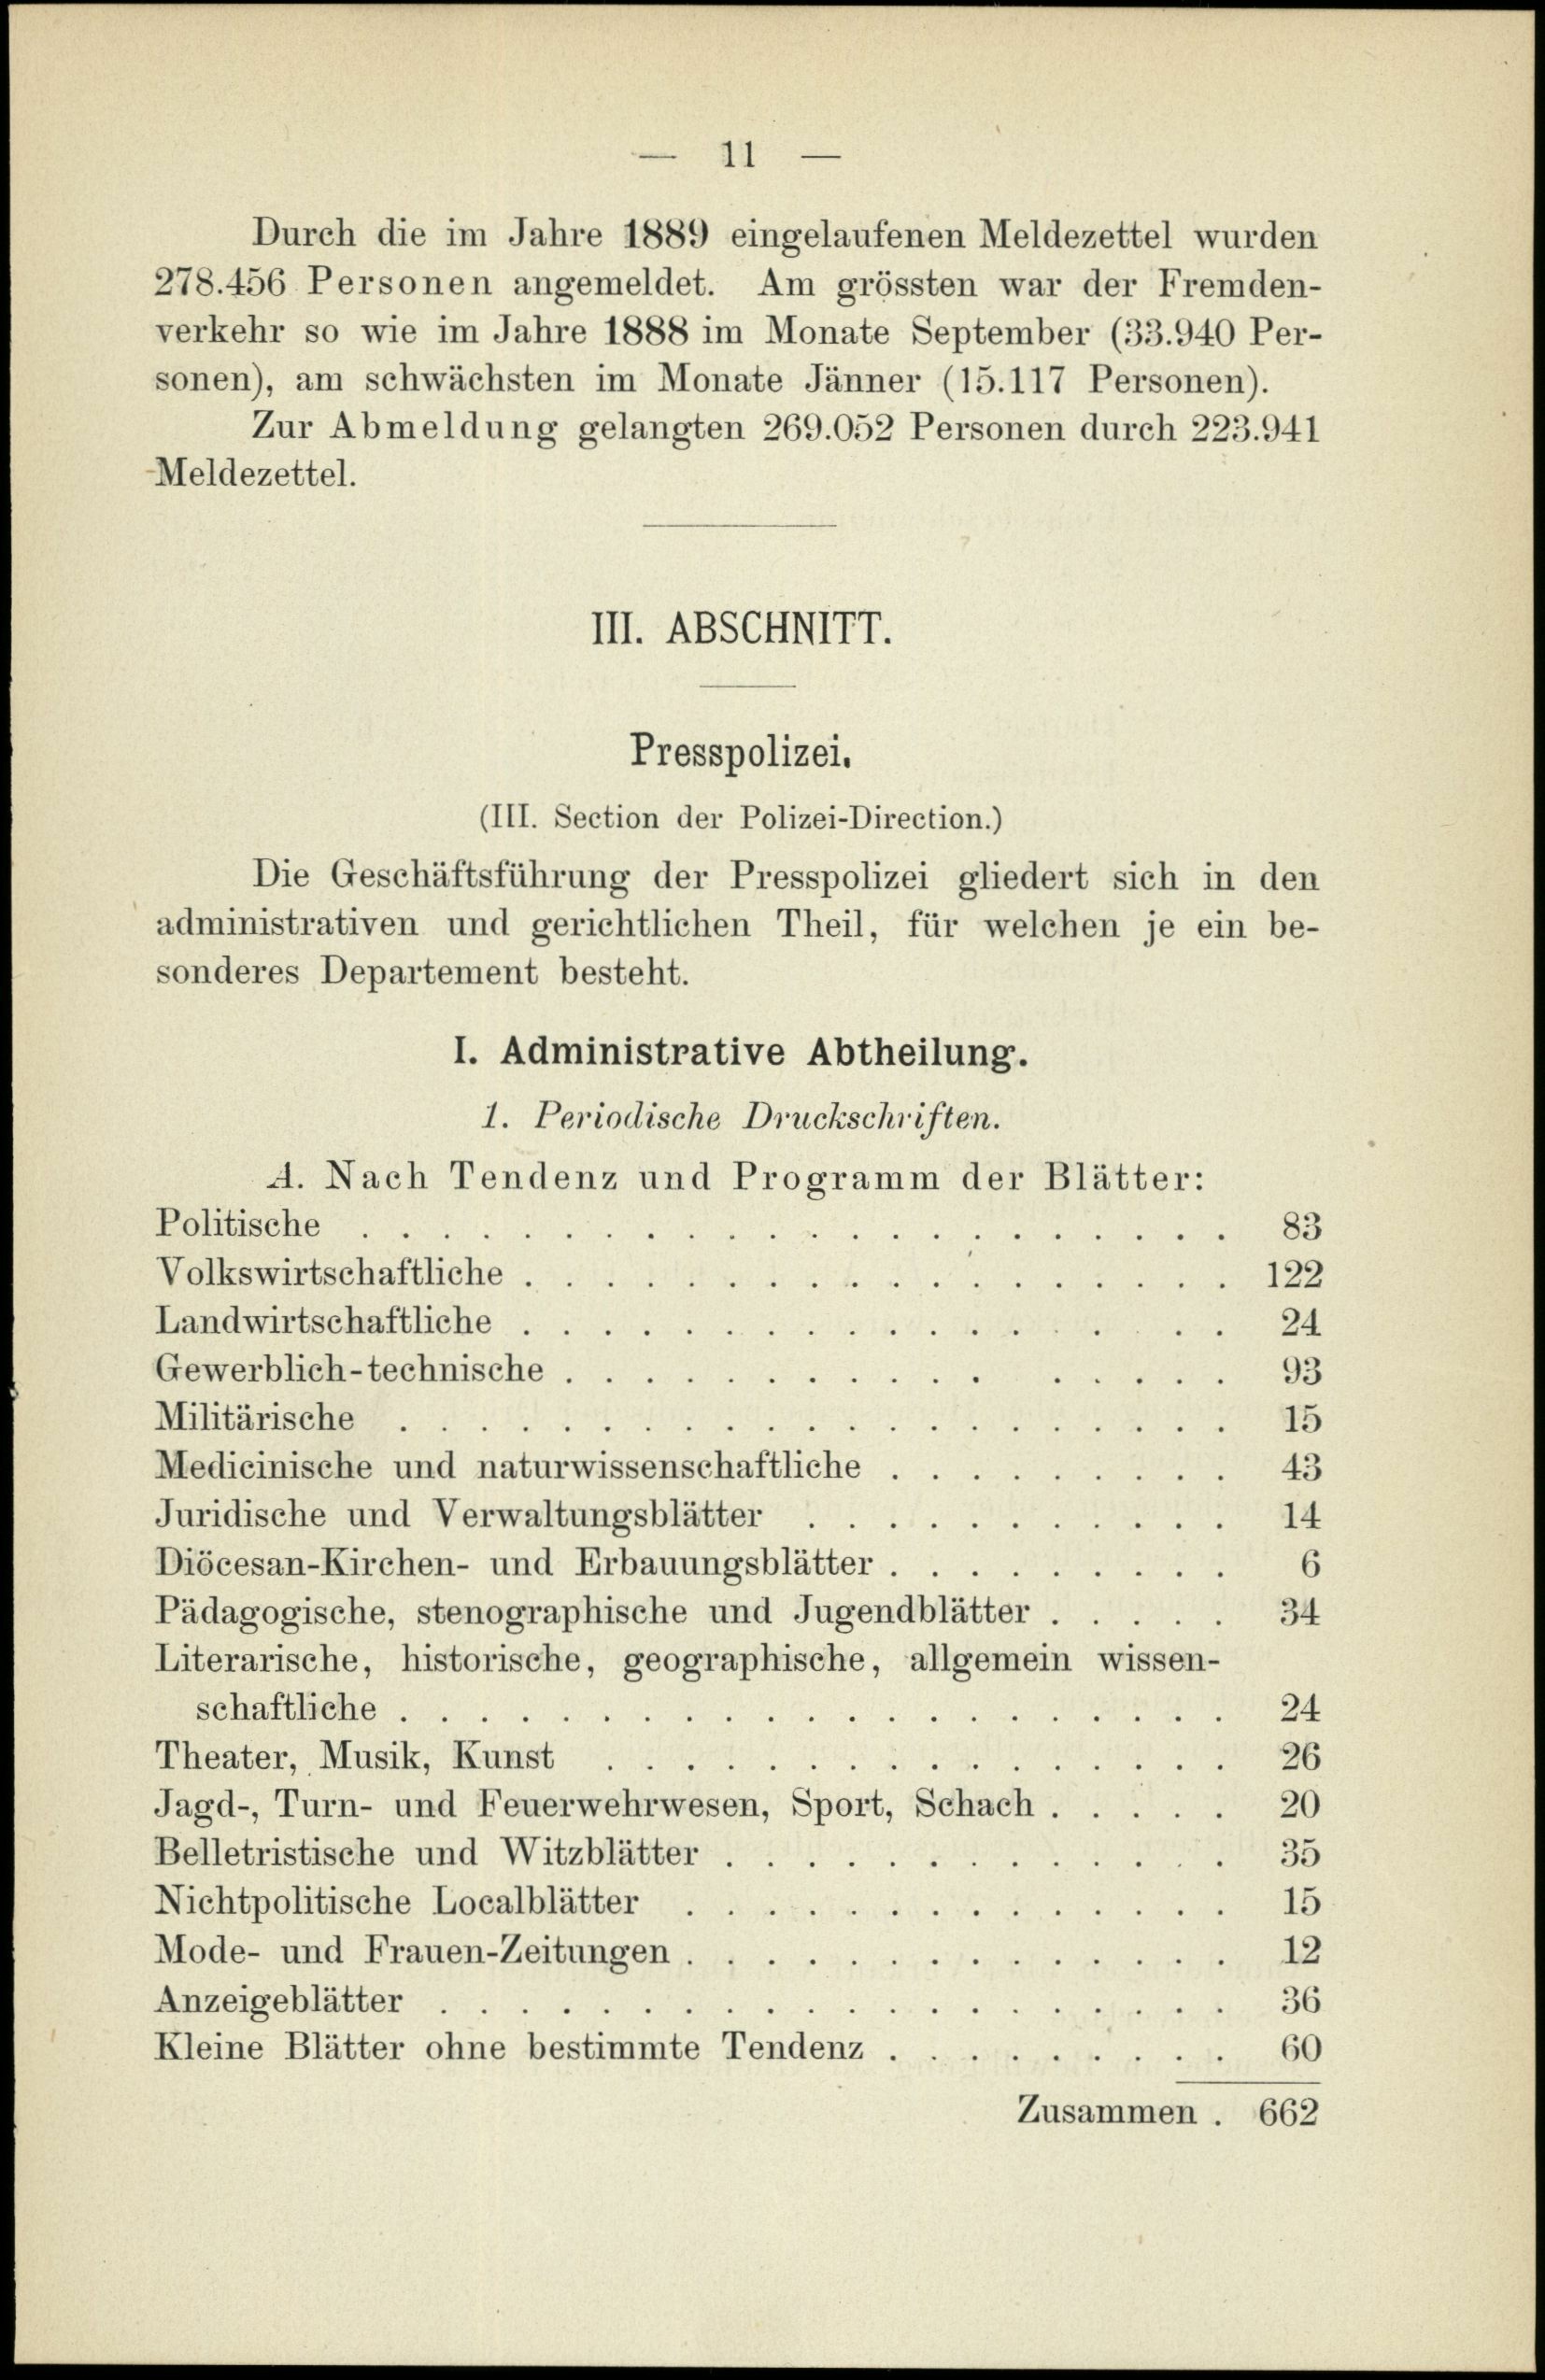 — 11 —
Durch die im Jahre 1889 eingelaufenen Meldezettel wurden
278.456 Personen angemeldet. Am grössten war der Fremden-
verkehr so wie im Jahre 1888 im Monate September (33.940 Per-
sonen), am schwächsten im Monate Jänner (15.117 Personen).
Zur Abmeldung gelangten 269.052 Personen durch 223.941
Meldezettel.
III. ABSCHNITT.
Presspolizei.
(III. Section der Polizei-Direction.)
Die Geschäftsführung der Presspolizei gliedert sich in den
administrativen und gerichtlichen Theil, für welchen je ein be-
sonderes Departement besteht.
I. Administrative Abtheilung.
1. Periodische Druckschriften.
A. Nach Tendenz und Programm der Blätter:
Politische . . . . . . . . . . . . . . . . . . . . . . 83
Volkswirtschaftliche . . . . . . . . . . . . . . . . . . 122
Landwirtschaftliche . . . . . . . . . . . . . . . . . . 24
Gewerblich-technische . . . . . . . . . . . . . . . . 93
Militärische . . . . . . . . . . . . . . . . . . . . . 15
Medicinische und naturwissenschaftliche . . . . . . . . . 43
Juridische und Verwaltungsblätter . . . . . . . . . . . 14
Diöcesan-Kirchen- und Erbauungsblätter . . . . . . . . . 6
Pädagogische, stenographische und Jugendblätter . . . . . 34
Literarische, historische, geographische, allgemein wissen-
schaftliche . . . . . . . . . . . . . . . . . . . . . 24
Theater, Musik, Kunst . . . . . . . . . . . . . . . . 26
Jagd-, Turn- und Feuerwehrwesen, Sport, Schach . . . . . 20
Belletristische und Witzblätter . . . . . . . . . . . . . 35
Nichtpolitische Localblätter . . . . . . . . . . . . . . 15
Mode- und Frauen-Zeitungen . . . . . . . . . . . . . . 12
Anzeigeblätter . . . . . . . . . . . . . . . . . . . . 36
Kleine Blätter ohne bestimmte Tendenz . . . . . . . . . 60
Zusammen . 662